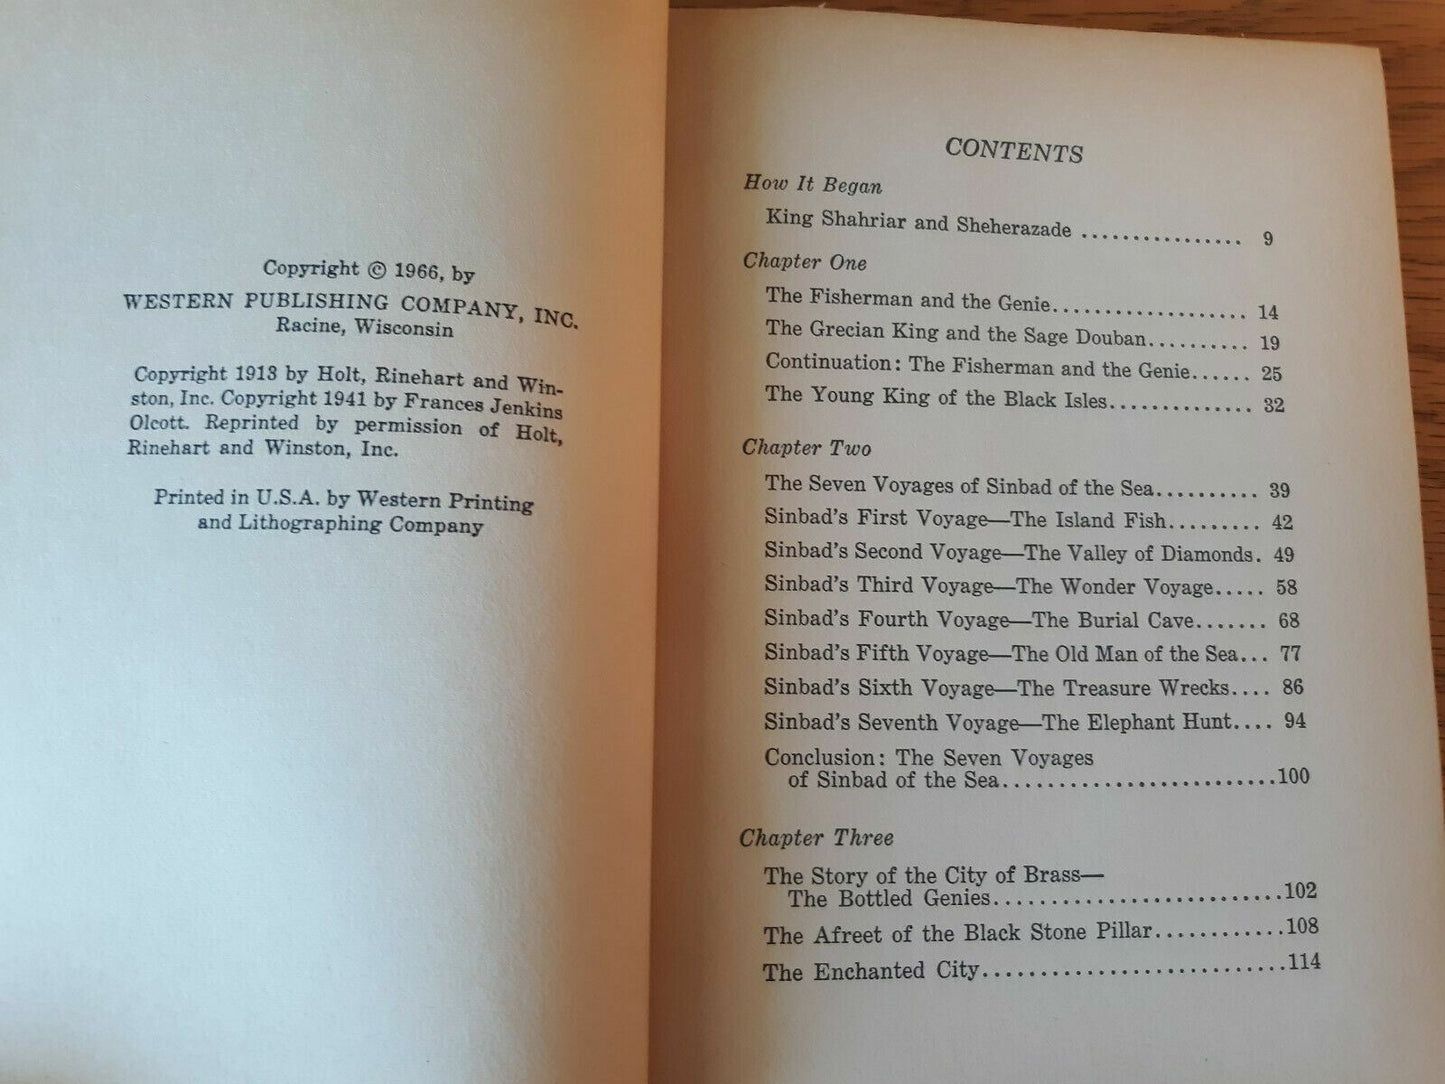 Copyright © 1966, by
WESTERN PUBLISHING COMPANY, INC.
Racine, Wisconsin
Copyright 1913 by Holt, Rinehart and Win-
ston, Inc. Copyright 1941 by Frances Jenkins
Olcott. Reprinted by permission of Holt,
Rinehart and Winston, Inc.
Printed in U.S.A. by Western Printing
and Lithographing Company
CONTENTS
How It Began
King Shahriar and Sheherazade ................ 9
Chapter One
The Fisherman and the Genie................... 14
The Grecian King and the Sage Douban.......... 19
Continuation: The Fisherman and the Genie...... 25
The Young King of the Black Isles.............. 32
Chapter Two
The Seven Voyages of Sinbad of the Sea.......... 39
Sinbad's First Voyage—The Island Fish......... 42
Sinbad's Second Voyage—The Valley of Diamonds. 49
Sinbad's Third Voyage—The Wonder Voyage..... 58
Sinbad's Fourth Voyage—The Burial Cave....... 68
Sinbad's Fifth Voyage—The Old Man of the Sea... 77
Sinbad's Sixth Voyage—The Treasure Wrecks.... 86
Sinbad's Seventh Voyage—The Elephant Hunt.... 94
Conclusion: The Seven Voyages
of Sinbad of the Sea.........................100
Chapter Three
The Story of the City of Brass—
The Bottled Genies..........................102
The Afreet of the Black Stone Pillar............108
The Enchanted City...........................114